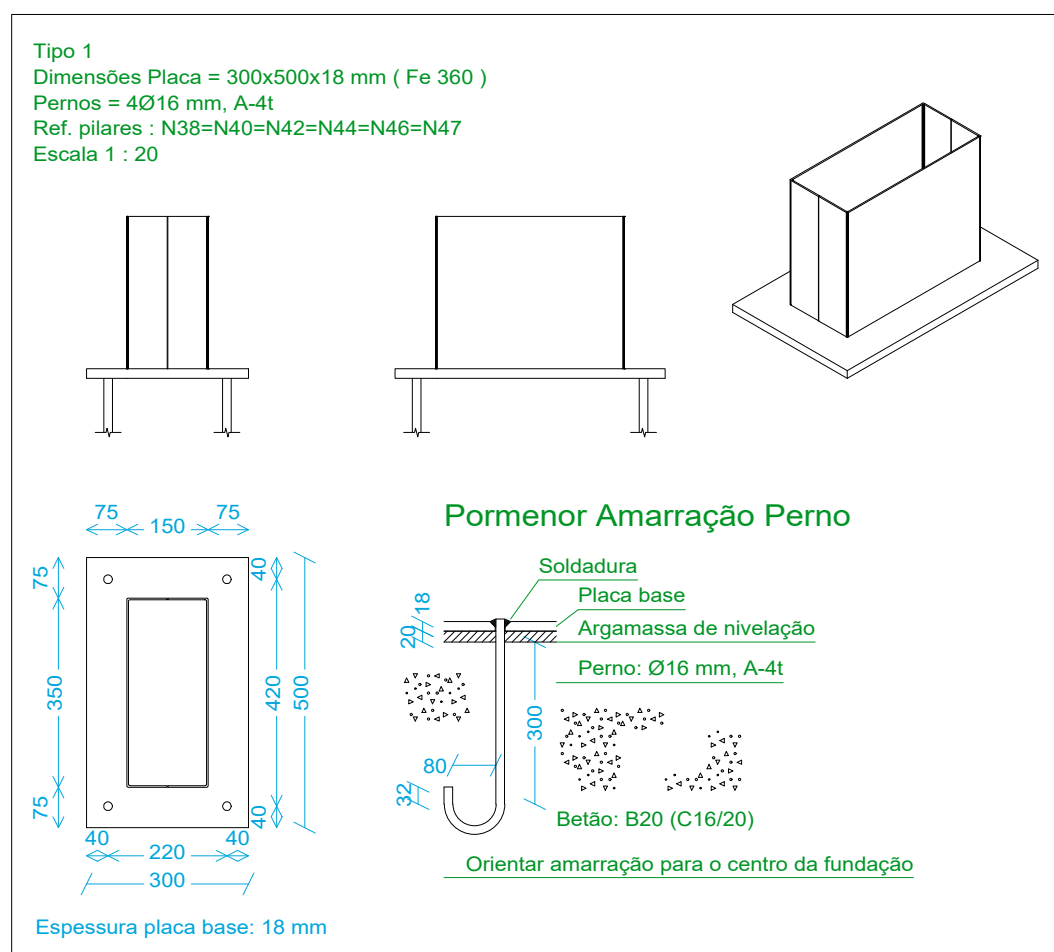 Tipo 1
Dimensões Placa = 300x500x18 mm ( Fe 360 )
Pernos = 4Ø16 mm, A-4t
Ref. pilares : N38=N40=N42=N44=N46=N47
Escala 1 : 20
75
150
75
75
350
75
40
420
40
500
40
220
40
300
Espessura placa base: 18 mm
Pormenor Amarração Perno
Soldadura
Placa base
Argamassa de nivelação
Perno: Ø16 mm, A-4t
18
20
300
80
32
Betão: B20 (C16/20)
Orientar amarração para o centro da fundação